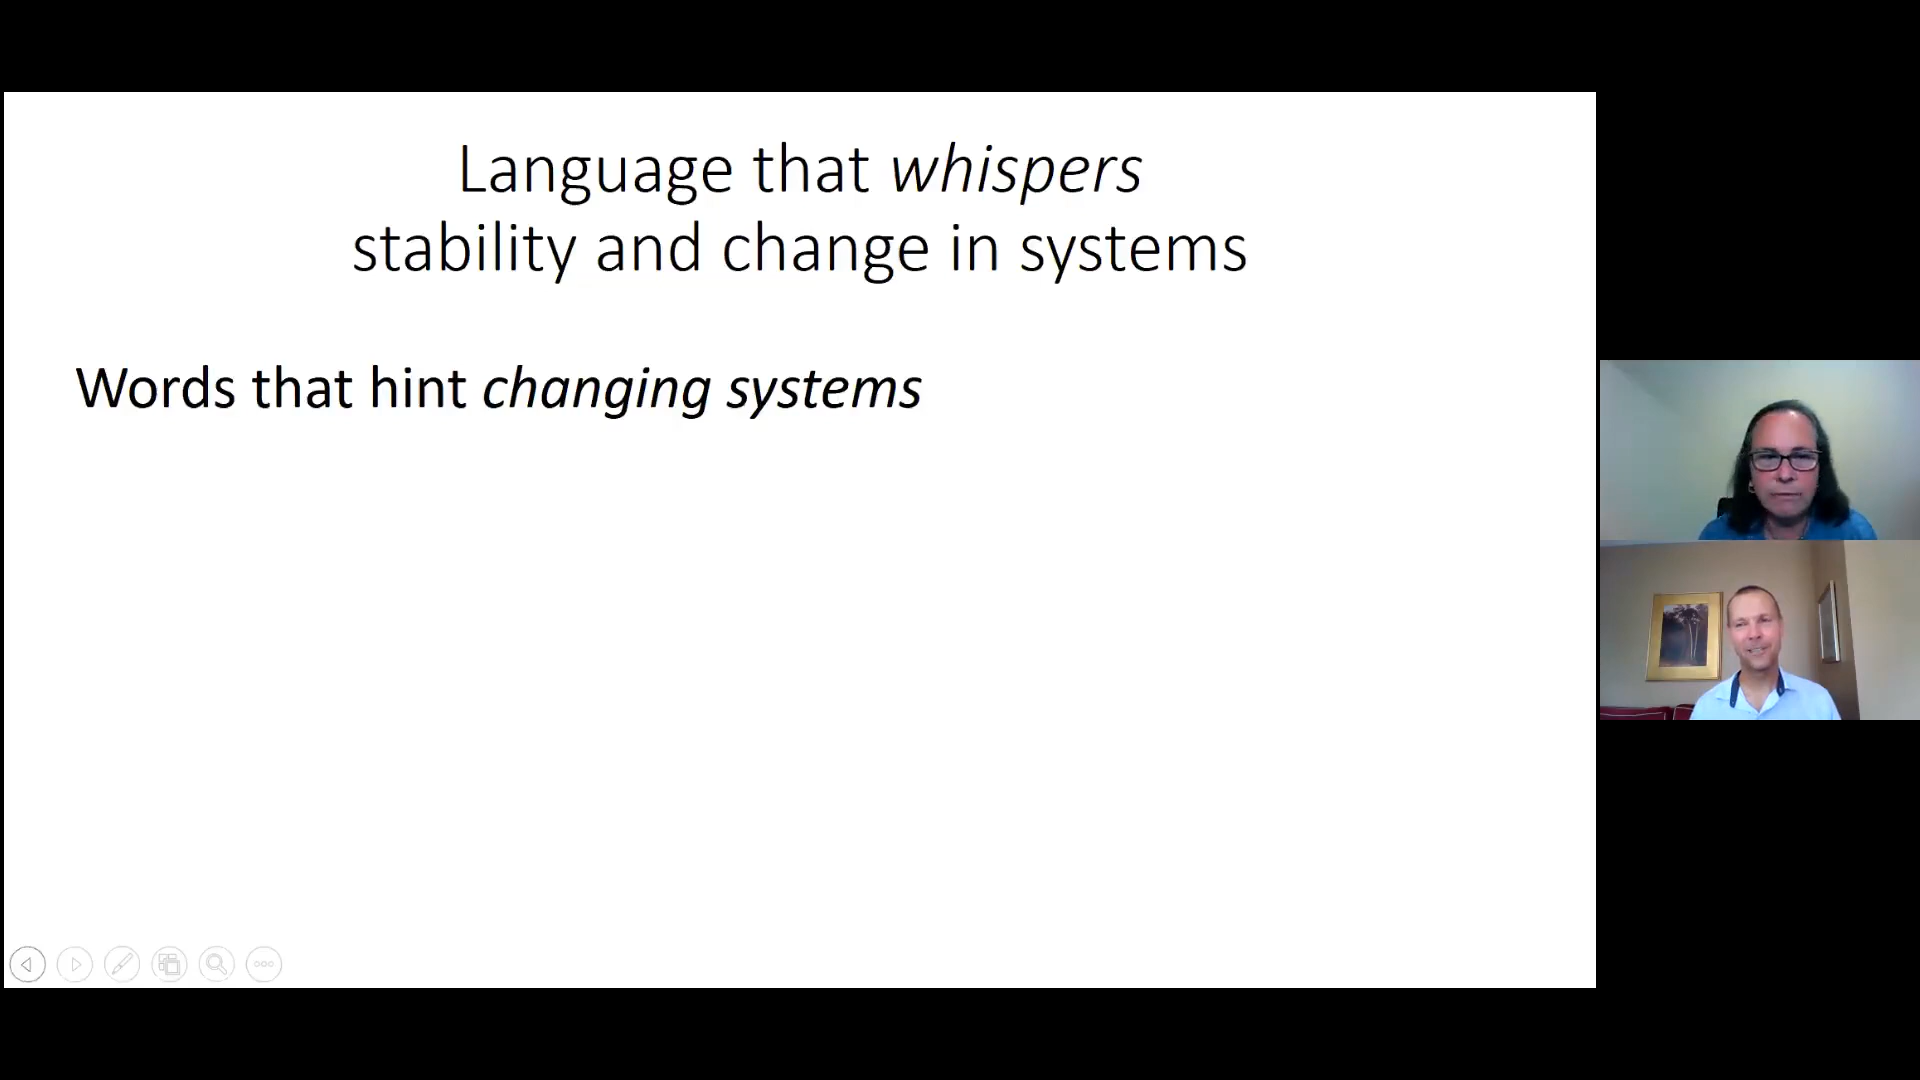 Language that whispers
stability and change in systems
Words that hint changing systems